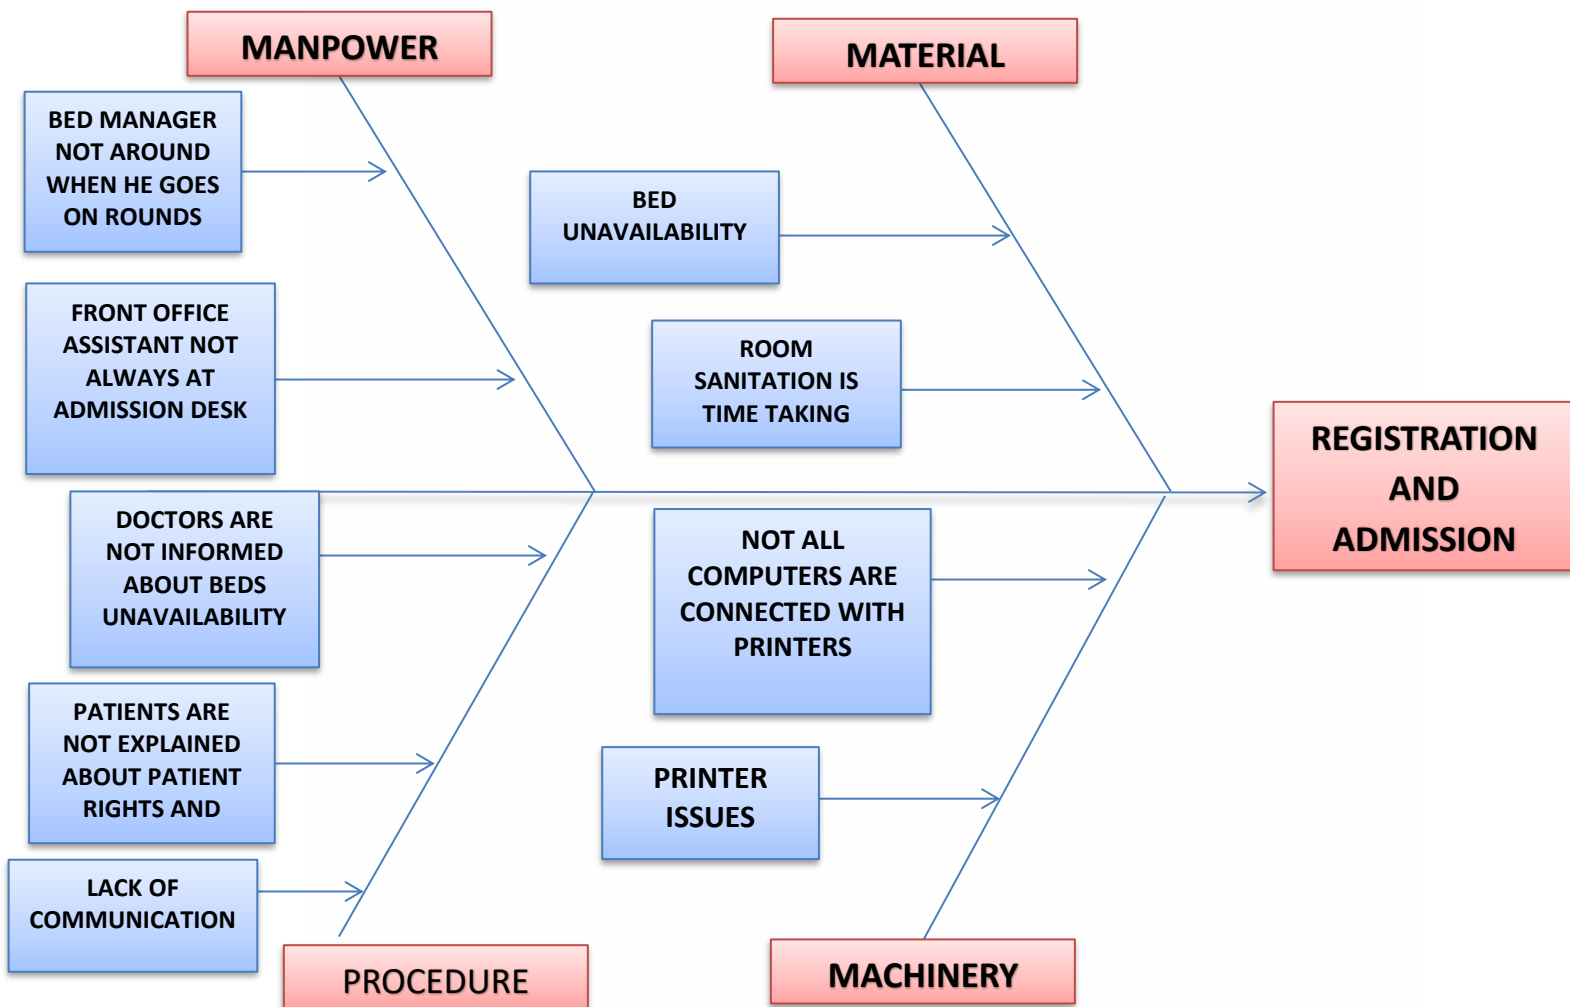 MANPOWER
MATERIAL
BED MANAGER
NOT AROUND
WHEN HE GOES
ON ROUNDS
BED
UNAVAILABILITY
FRONT OFFICE
ASSISTANT NOT
ALWAYS AT
ADMISSION DESK
ROOM
SANITATION IS
TIME TAKING
REGISTRATION
AND
ADMISSION
DOCTORS ARE
NOT INFORMED
ABOUT BEDS
UNAVAILABILITY
NOT ALL
COMPUTERS ARE
CONNECTED WITH
PRINTERS
PATIENTS ARE
NOT EXPLAINED
ABOUT PATIENT
RIGHTS AND
PRINTER
ISSUES
LACK OF
COMMUNICATION
PROCEDURE
MACHINERY